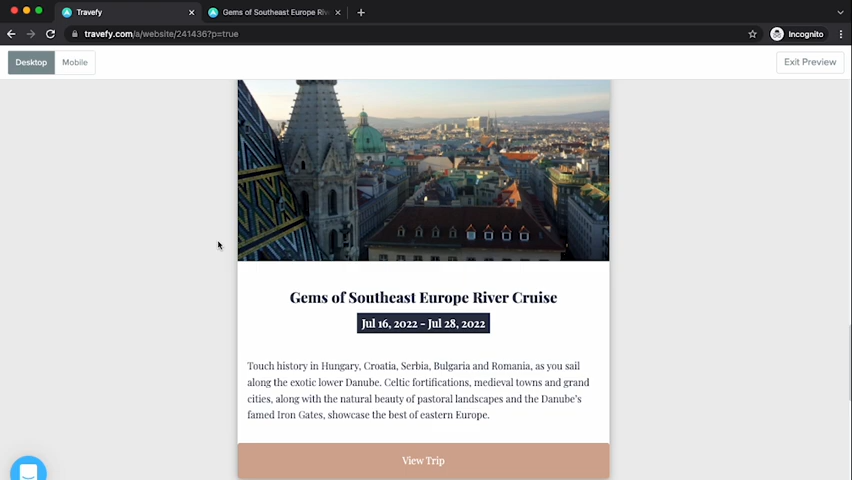 Travefy
Gems of Southeast Europe Riv
travefy.com/a/website/241436?p=true
Incognito
Desktop
Mobile
Exit Preview
Gems of Southeast Europe River Cruise
Jul 16, 2022 - Jul 28, 2022
Touch history in Hungary, Croatia, Serbia, Bulgaria and Romania, as you sail
along the exotic lower Danube. Celtic fortifications, medieval towns and grand
cities, along with the natural beauty of pastoral landscapes and the Danube's
famed Iron Gates, showcase the best of eastern Europe.
View Trip